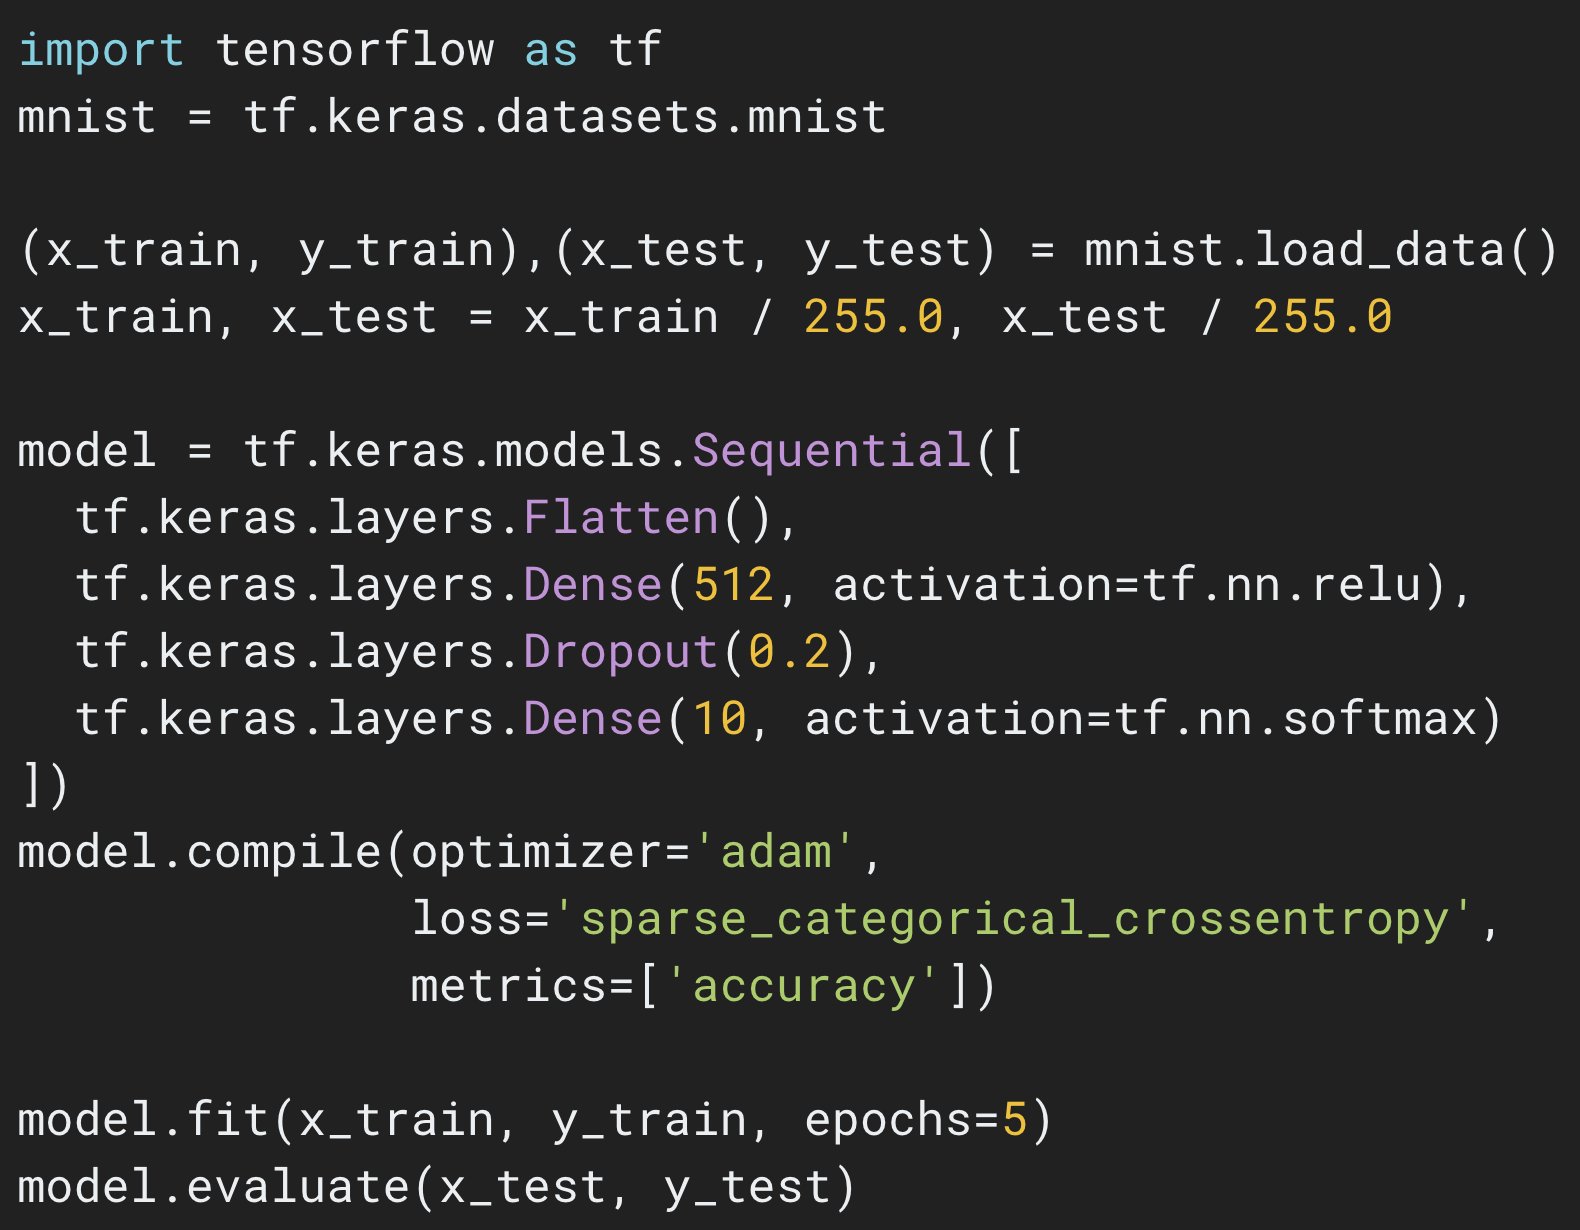 import tensorflow as tf
mnist = tf.keras.datasets.mnist

(x_train, y_train),(x_test, y_test) = mnist.load_data()
x_train, x_test = x_train / 255.0, x_test / 255.0

model = tf.keras.models.Sequential([
  tf.keras.layers.Flatten(),
  tf.keras.layers.Dense(512, activation=tf.nn.relu),
  tf.keras.layers.Dropout(0.2),
  tf.keras.layers.Dense(10, activation=tf.nn.softmax)
])
model.compile(optimizer='adam',
              loss='sparse_categorical_crossentropy',
              metrics=['accuracy'])

model.fit(x_train, y_train, epochs=5)
model.evaluate(x_test, y_test)